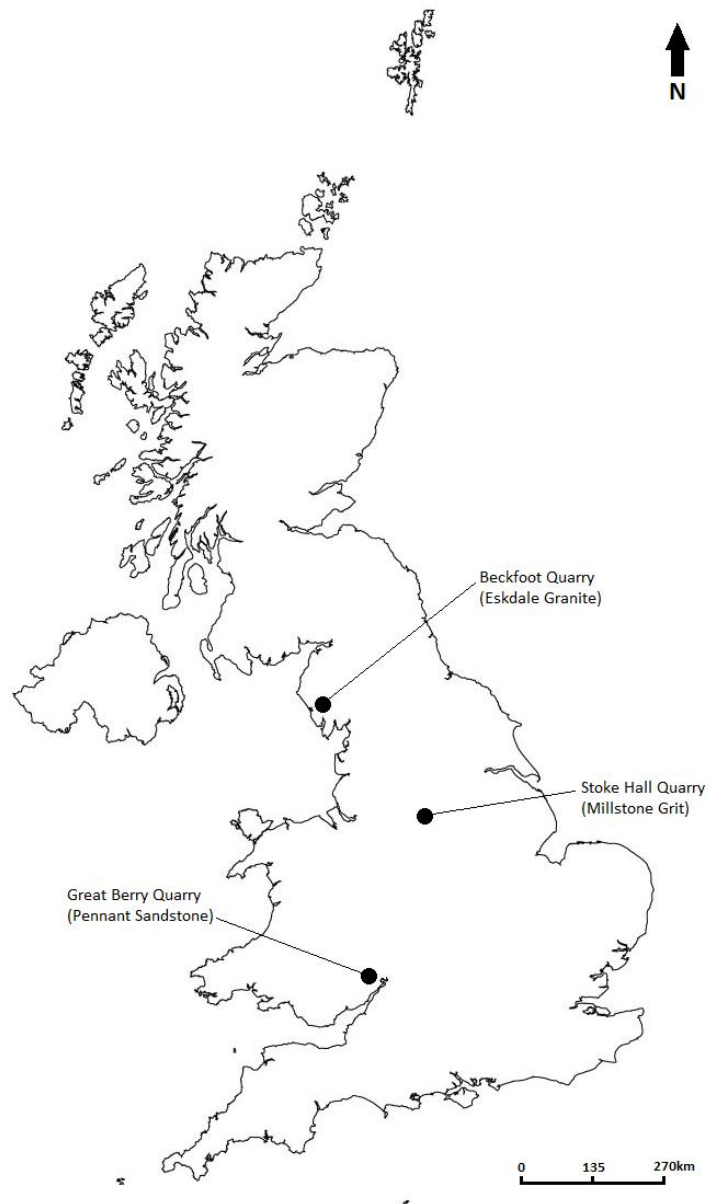 N
Beckfoot Quarry
(Eskdale Granite)
Stoke Hall Quarry
(Millstone Grit)
Great Berry Quarry
(Pennant Sandstone)
0 135 270km